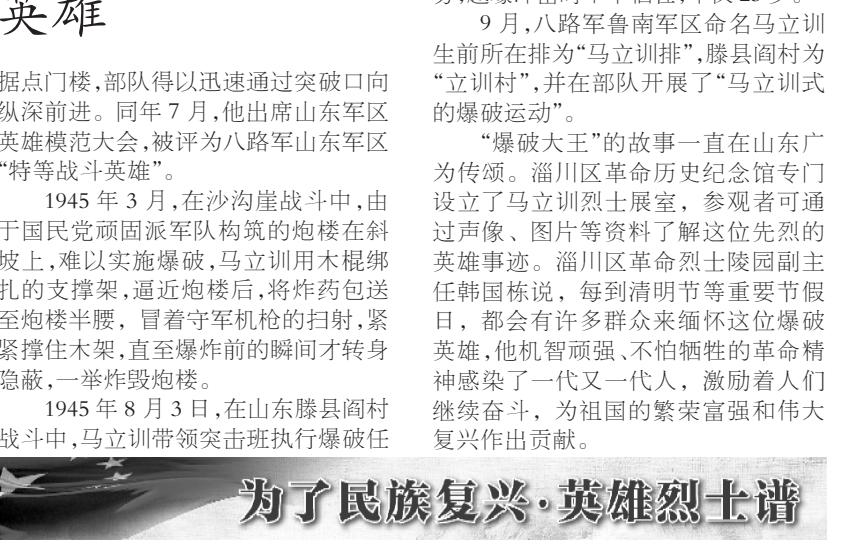 英雄
据点门楼,部队得以迅速通过突破口向
纵深前进。同年 7 月,他出席山东军区
英雄模范大会,被评为八路军山东军区
“特等战斗英雄”。
1945 年 3 月,在沙沟崖战斗中,由
于国民党顽固派军队构筑的炮楼在斜
坡上,难以实施爆破,马立训用木棍绑
扎的支撑架,逼近炮楼后,将炸药包送
至炮楼半腰，冒着守军机枪的扫射,紧
紧撑住木架,直至爆炸前的瞬间才转身
隐蔽,一举炸毁炮楼。
1945 年 8 月 3 日,在山东滕县阎村
战斗中,马立训带领突击班执行爆破任
9 月,八路军鲁南军区命名马立训
生前所在排为“马立训排”,滕县阎村为
“立训村”,并在部队开展了“马立训式
的爆破运动”。
“爆破大王”的故事一直在山东广
为传颂。淄川区革命历史纪念馆专门
设立了马立训烈士展室，参观者可通
过声像、图片等资料了解这位先烈的
英雄事迹。淄川区革命烈士陵园副主
任韩国栋说，每到清明节等重要节假
日，都会有许多群众来缅怀这位爆破
英雄,他机智顽强、不怕牺牲的革命精
神感染了一代又一代人，激励着人们
继续奋斗，为祖国的繁荣富强和伟大
复兴作出贡献。
为了民族复兴·英雄烈士谱